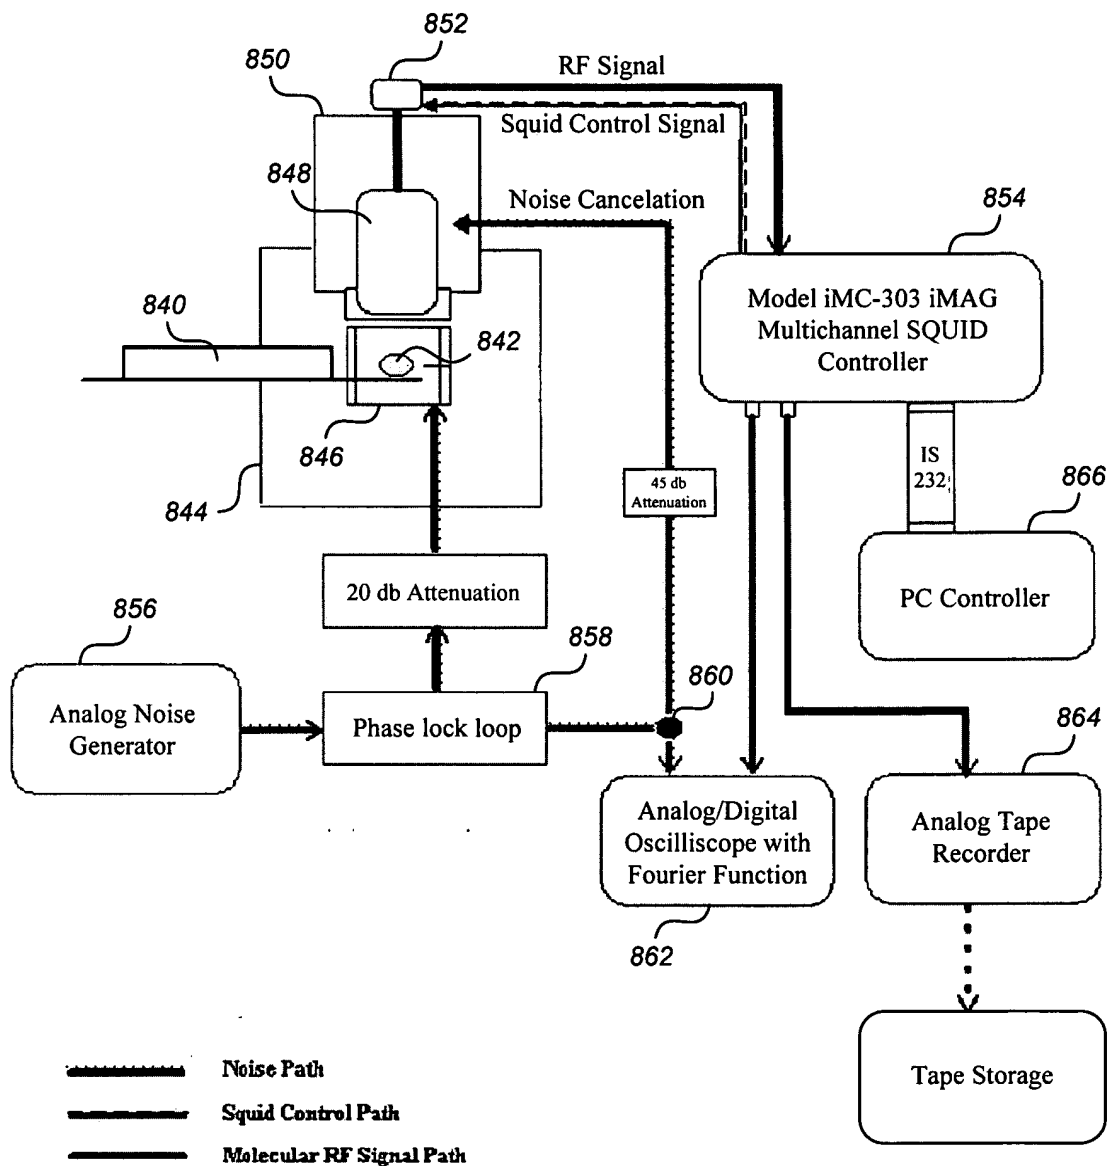 852
850
RF Signal
Squid Control Signal
848
Noise Cancelation
854
Model iMC-303 iMAG
Multichannel SQUID
Controller
840
842
846
844
IS
232
45 db
Attenuation
866
PC Controller
20 db Attenuation
856
858
860
Analog Noise
Generator
Phase lock loop
864
Analog/Digital
Oscilliscope with
Fourier Function
Analog Tape
Recorder
862
Tape Storage
Noise Path
Squid Control Path
Molecular RF Signal Path